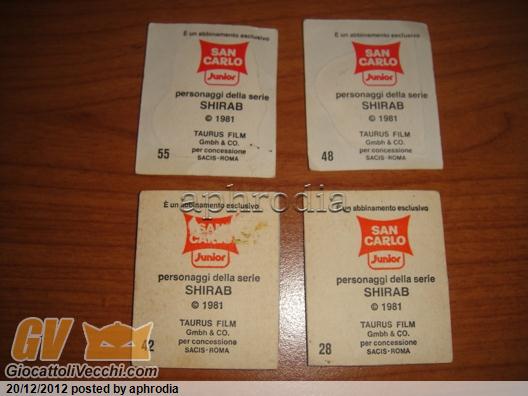 È un abbinamento esclusivo
SAN
CARLO
Junior
personaggi della serie
SHIRAB
© 1981
TAURUS FILM
Gmbh & CO.
per concessione
SACIS-ROMA
55
È un abbinamento esclusivo
SAN
CARLO
Junior
personaggi della serie
SHIRAB
© 1981
TAURUS FILM
Gmbh & CO.
per concessione
SACIS-ROMA
48
aphrodia
È un abbinamento esclusivo
SAN
CARLO
Junior
personaggi della serie
SHIRAB
© 1981
TAURUS FILM
Gmbh & CO.
per concessione
SACIS-ROMA
42
È un abbinamento esclusivo
SAN
CARLO
Junior
personaggi della serie
SHIRAB
© 1981
TAURUS FILM
Gmbh & CO.
per concessione
SACIS-ROMA
28
GV
GiocattoliVecchi.com
20/12/2012 posted by aphrodia